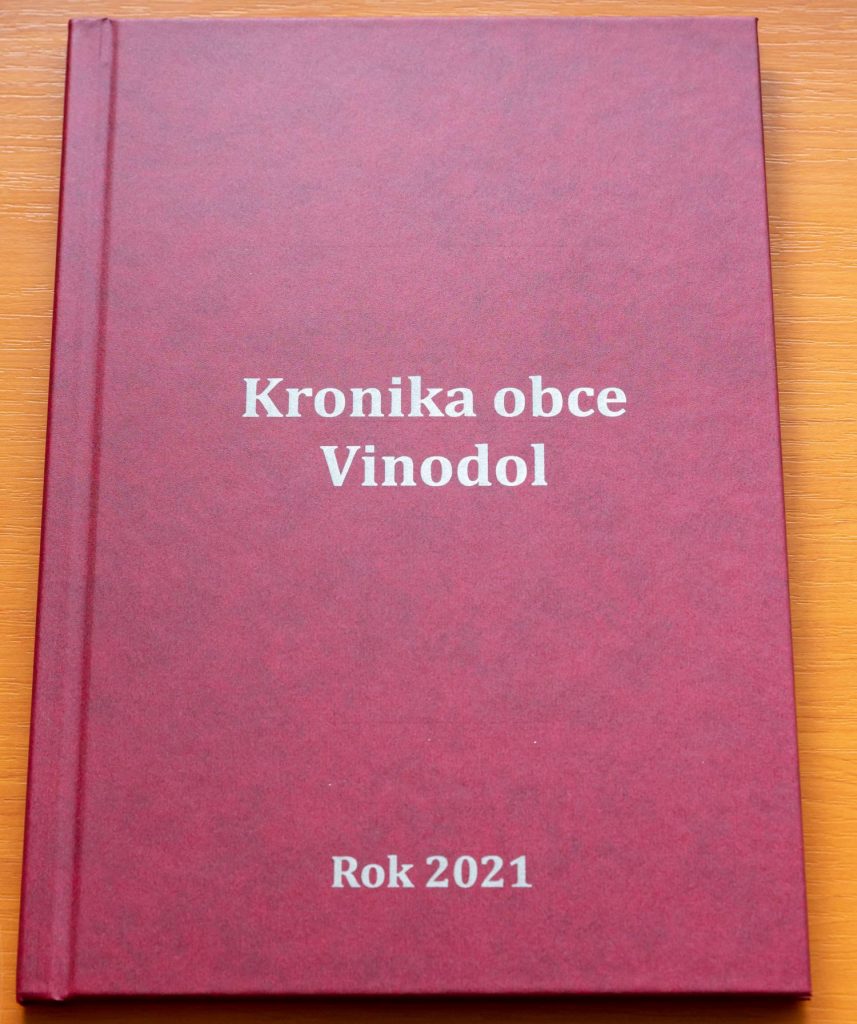 Kronika obce
Vinodol
Rok 2021